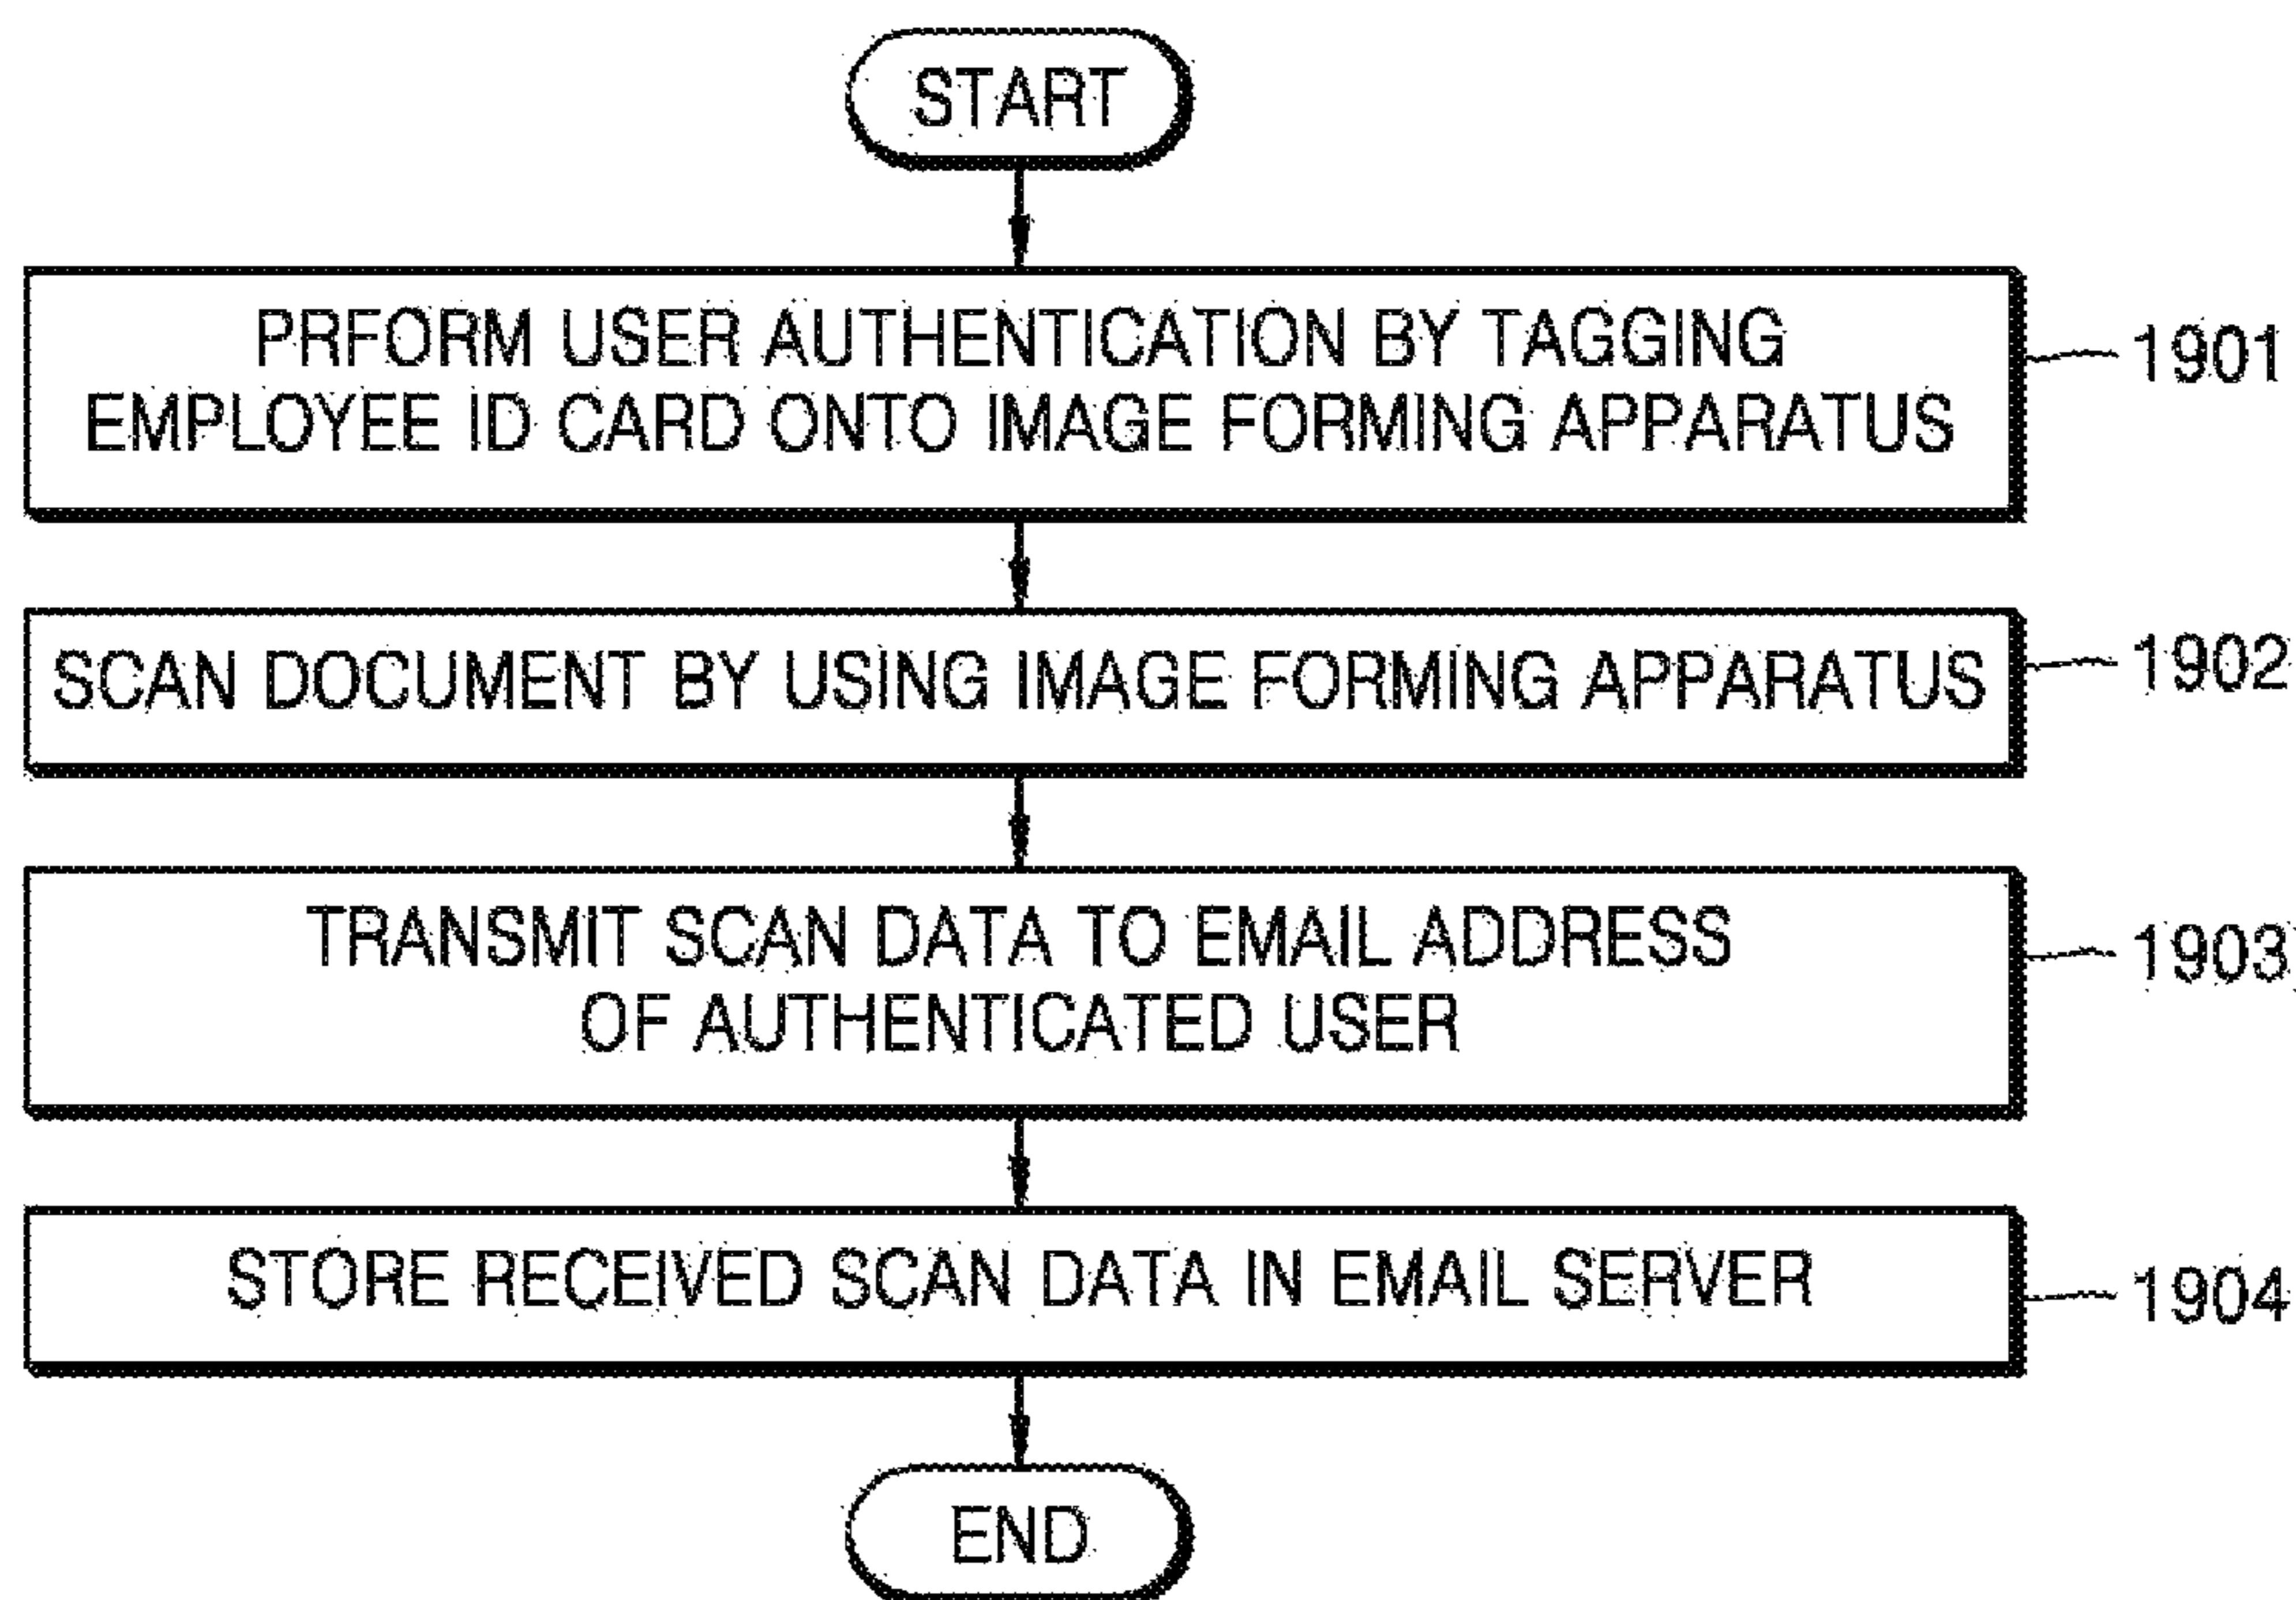 START
PRFORM USER AUTHENTICATION BY TAGGING
EMPLOYEE ID CARD ONTO IMAGE FORMING APPARATUS
1901
SCAN DOCUMENT BY USING IMAGE FORMING APPARATUS
1902
TRANSMIT SCAN DATA TO EMAIL ADDRESS
OF AUTHENTICATED USER
1903
STORE RECEIVED SCAN DATA IN EMAIL SERVER
1904
END